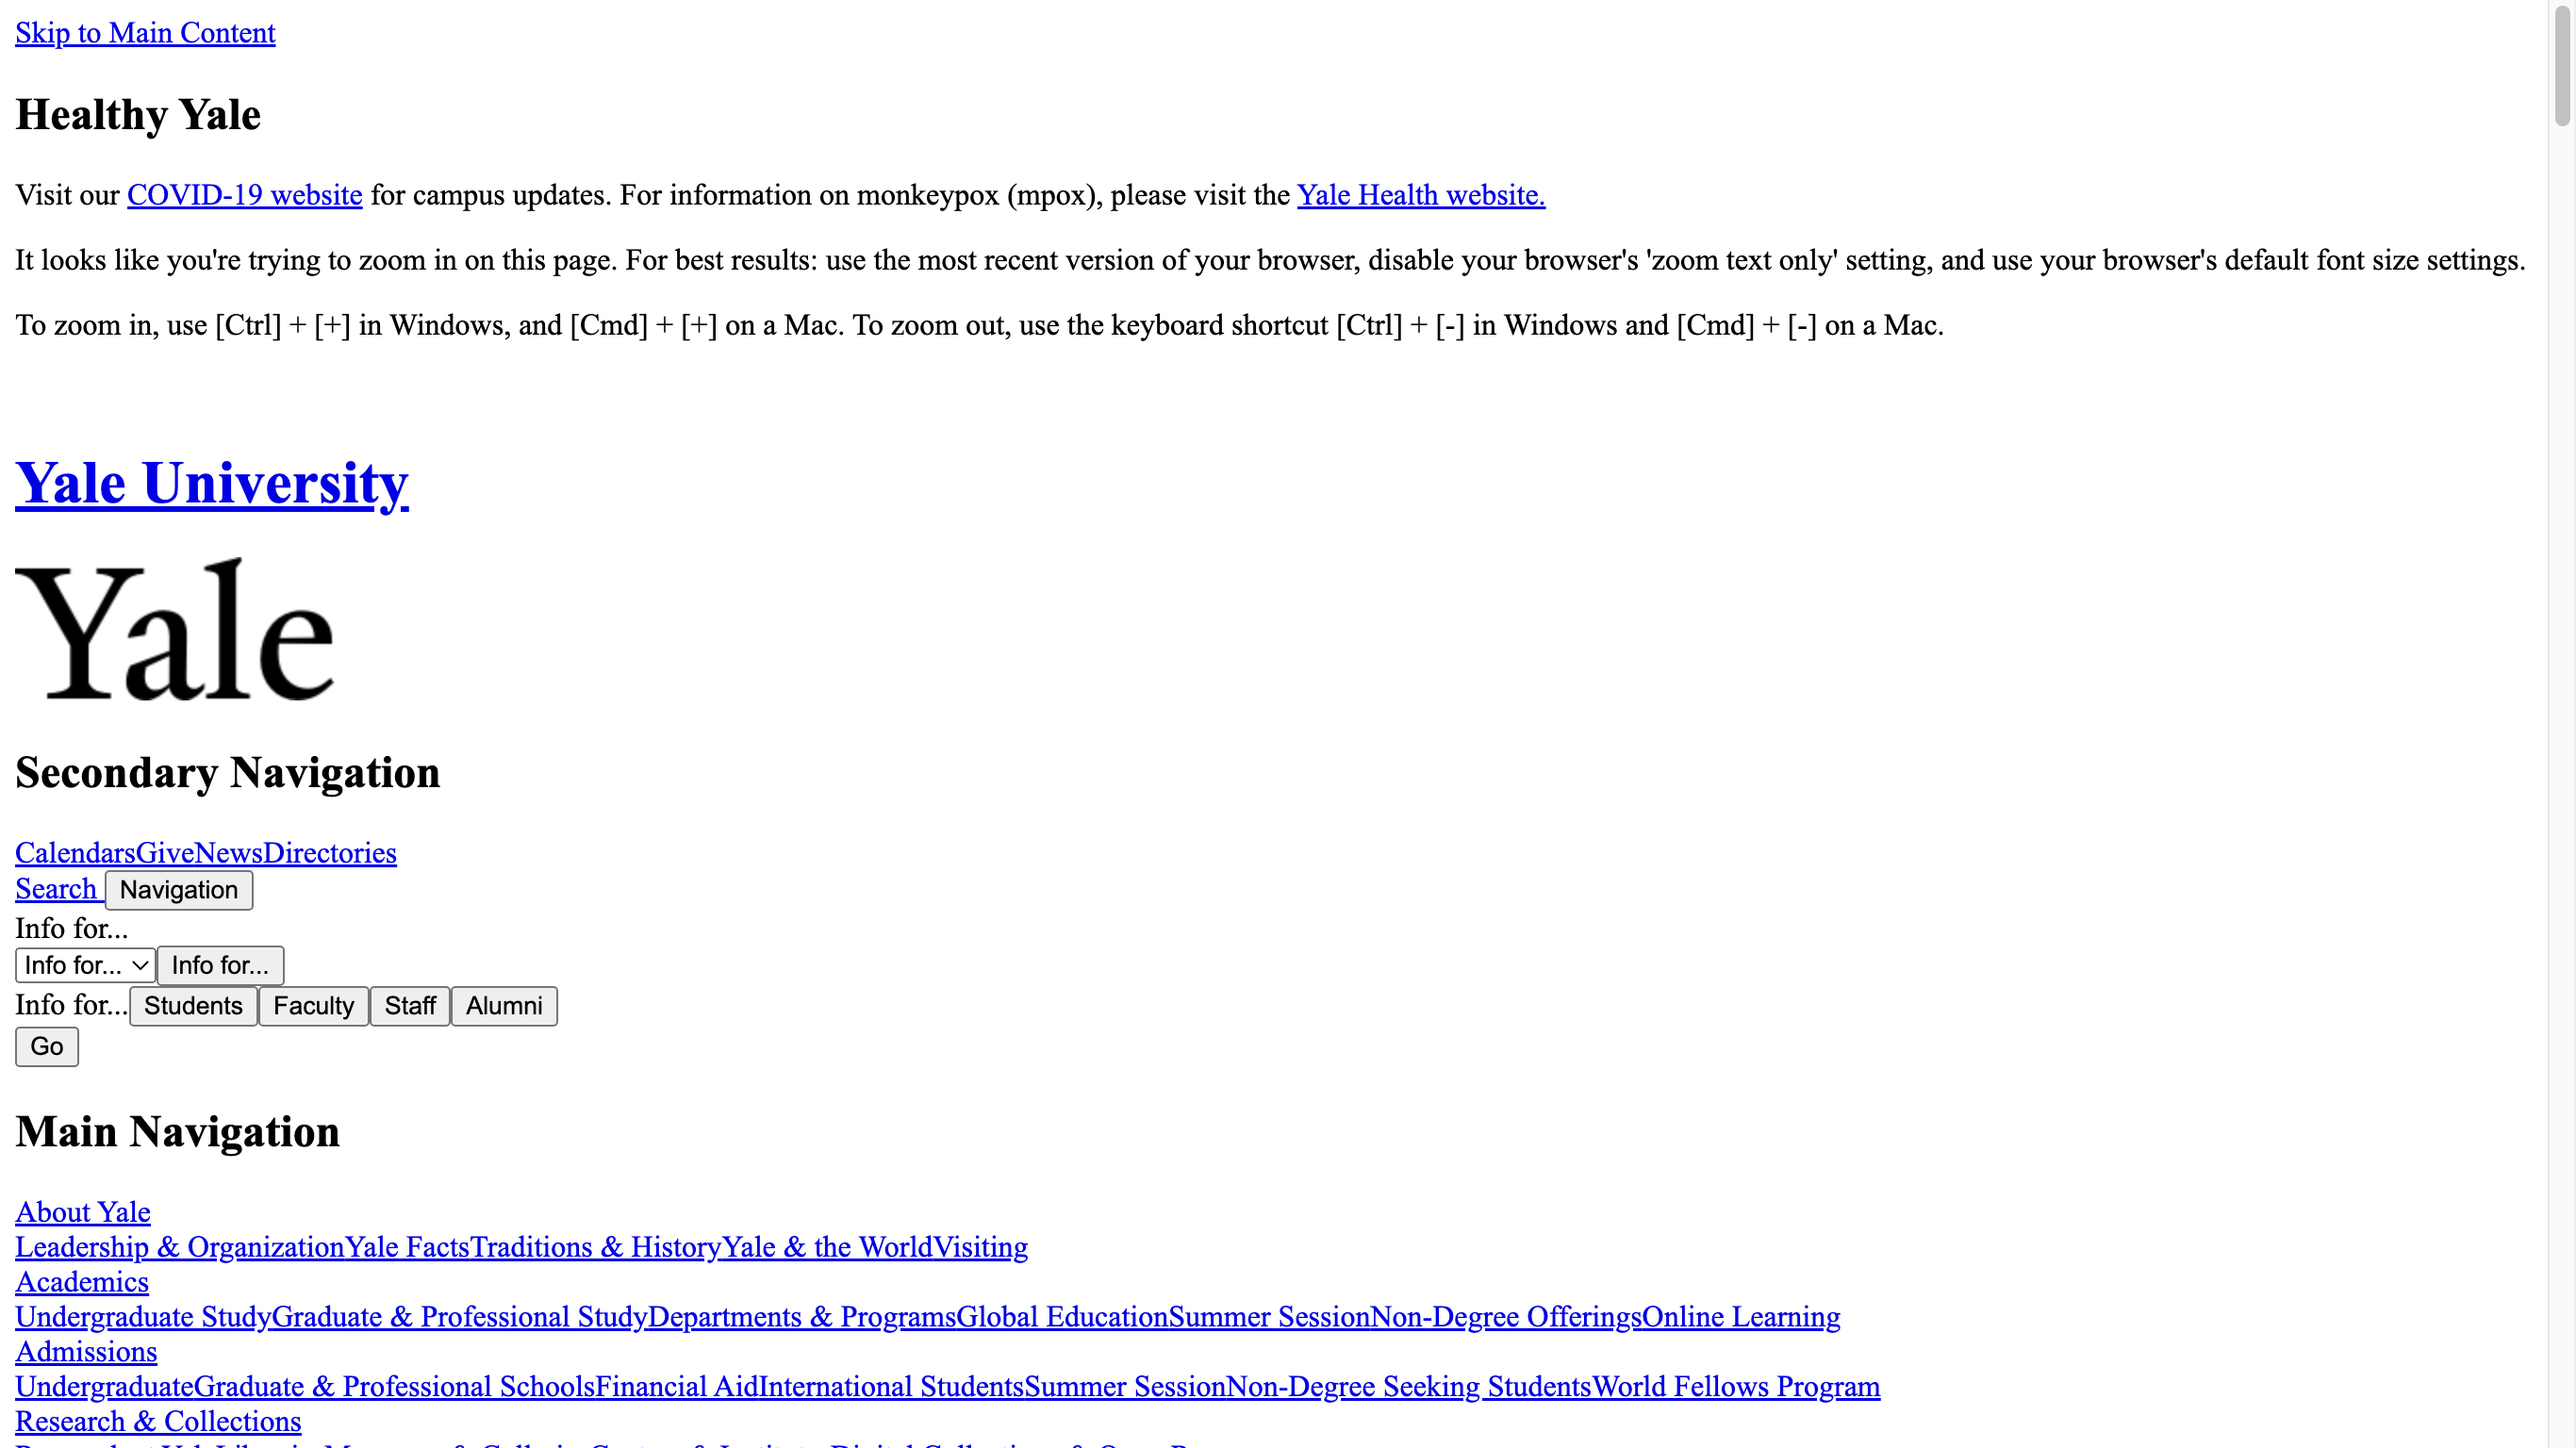 Skip to Main Content
Healthy Yale
Visit our COVID-19 website for campus updates. For information on monkeypox (mpox), please visit the Yale Health website.
It looks like you're trying to zoom in on this page. For best results: use the most recent version of your browser, disable your browser's 'zoom text only' setting, and use your browser's default font size settings.
To zoom in, use [Ctrl] + [+] in Windows, and [Cmd] + [+] on a Mac. To zoom out, use the keyboard shortcut [Ctrl] + [-] in Windows and [Cmd] + [-] on a Mac.
Yale University
Yale
Secondary Navigation
CalendarsGiveNewsDirectories
Search Navigation
Info for...
Info for... Info for...
Info for... Students Faculty Staff Alumni
Go
Main Navigation
About Yale
Leadership & OrganizationYale FactsTraditions & HistoryYale & the WorldVisiting
Academics
Undergraduate StudyGraduate & Professional StudyDepartments & ProgramsGlobal EducationSummer SessionNon-Degree OfferingsOnline Learning
Admissions
UndergraduateGraduate & Professional SchoolsFinancial AidInternational StudentsSummer SessionNon-Degree Seeking StudentsWorld Fellows Program
Research & Collections